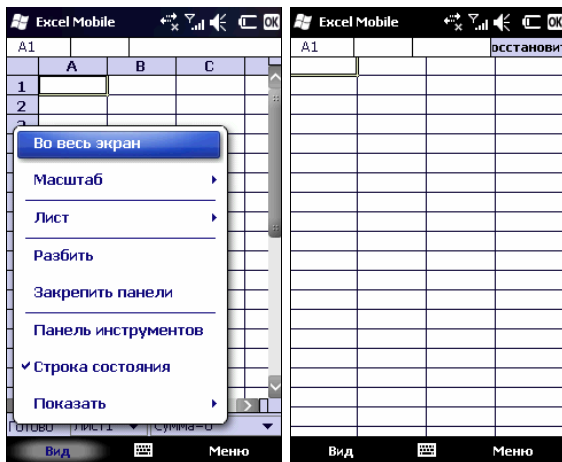 Excel Mobile OK
A1
A B C
1
2
Во весь экран
Масштаб
Лист
Разбить
Закрепить панели
Панель инструментов
Строка состояния
Показать
Готово Лист1 Сумма=0
Вид Меню
Excel Mobile OK
A1 осстанови
Вид Меню